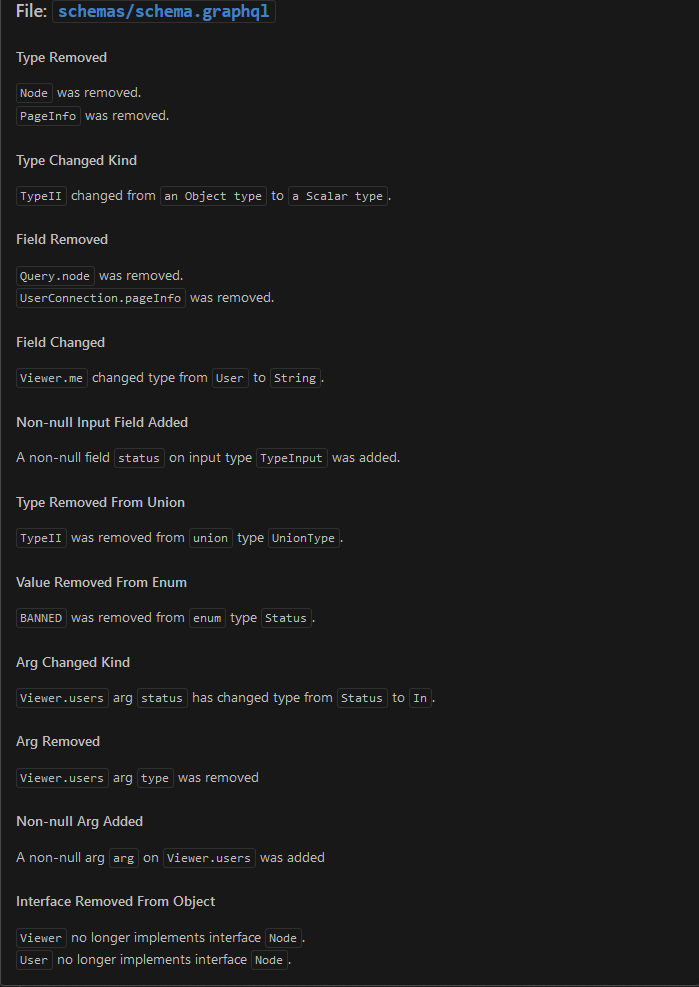 File: schemas/schema.graphql
Type Removed
Node was removed.
PageInfo was removed.
Type Changed Kind
TypeII changed from an Object type to a Scalar type.
Field Removed
Query.node was removed.
UserConnection.pageInfo was removed.
Field Changed
Viewer.me changed type from User to String.
Non-null Input Field Added
A non-null field status on input type TypeInput was added.
Type Removed From Union
TypeII was removed from union type UnionType.
Value Removed From Enum
BANNED was removed from enum type Status.
Arg Changed Kind
Viewer.users arg status has changed type from Status to In.
Arg Removed
Viewer.users arg type was removed
Non-null Arg Added
A non-null arg arg on Viewer.users was added
Interface Removed From Object
Viewer no longer implements interface Node.
User no longer implements interface Node.